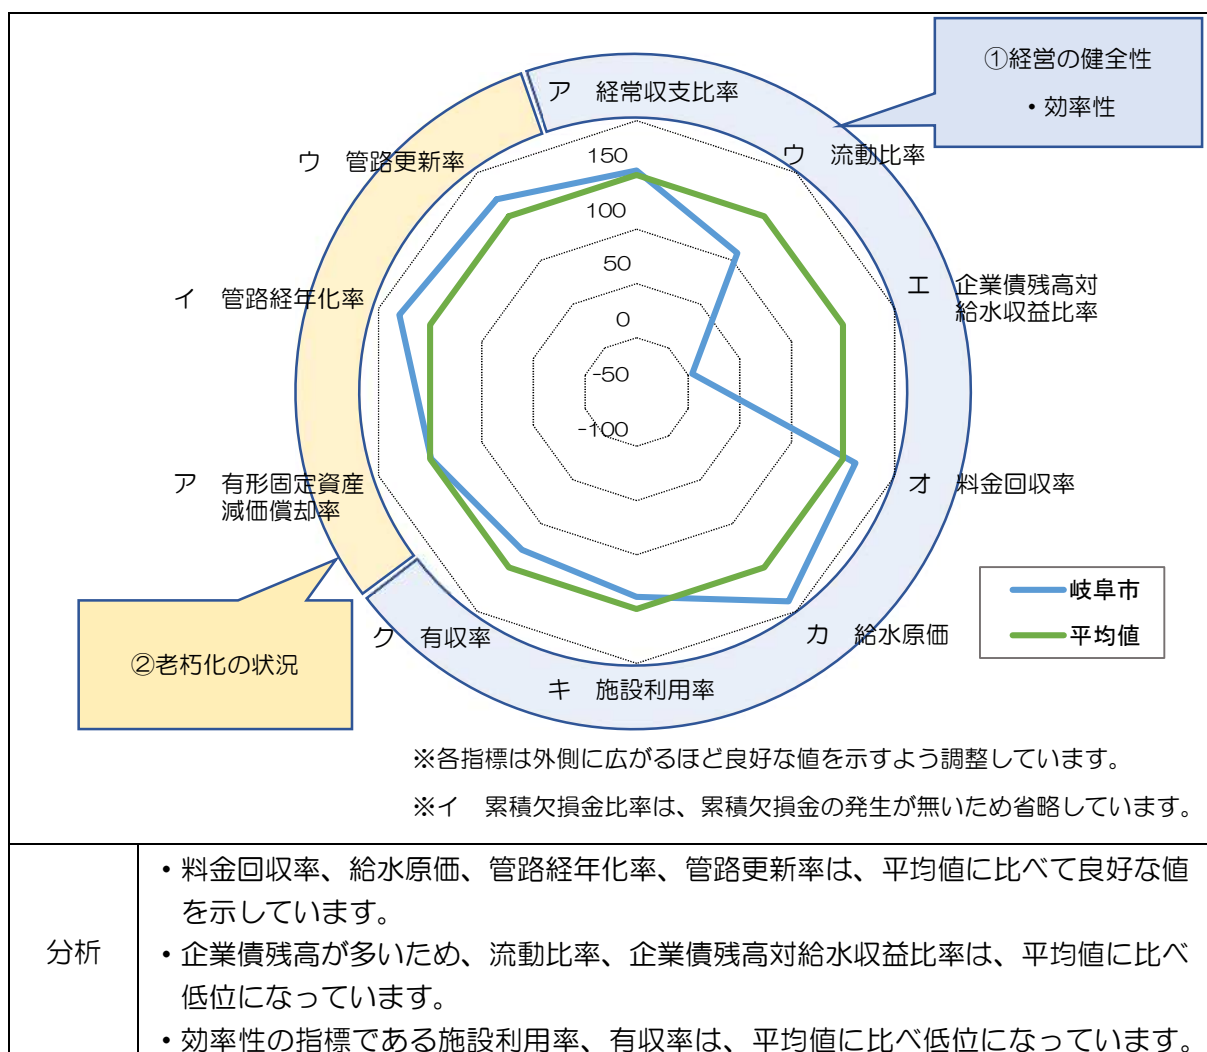 ①経営の健全性
・効率性
ア 経常収支比率
ウ 流動比率
エ 企業債残高対
給水収益比率
オ 料金回収率
カ 給水原価
キ 施設利用率
ク 有収率
ア 有形固定資産
減価償却率
イ 管路経年化率
ウ 管路更新率
150
100
50
0
-50
-100
岐阜市
平均値
②老朽化の状況
※各指標は外側に広がるほど良好な値を示すよう調整しています。
※イ 累積欠損金比率は、累積欠損金の発生が無いため省略しています。
分析
・料金回収率、給水原価、管路経年化率、管路更新率は、平均値に比べて良好な値
を示しています。
・企業債残高が多いため、流動比率、企業債残高対給水収益比率は、平均値に比べ
低位になっています。
・効率性の指標である施設利用率、有収率は、平均値に比べ低位になっています。